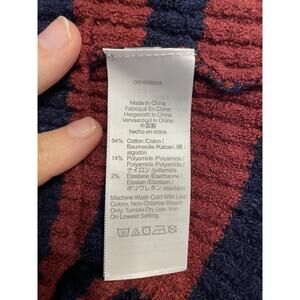 Made In China
Fabriqué En Chine
Hergestellt In China
Vervaardigd In China
中国製
hecho en china
84% Cotton/Coton/
Baumwolle/Katoen/綿/
algodón
14% Polyamide/Polyamide/
Polyamid/Polyamide/
ナイロン/poliamida
2% Elastane/Elasthanne/
Elastan/Elastaan/
ポリウレタン/elastano
Machine Wash Cold With Like
Colors. Non-Chlorine Bleach
Only. Tumble Dry Low. Iron
On Lowest Setting.